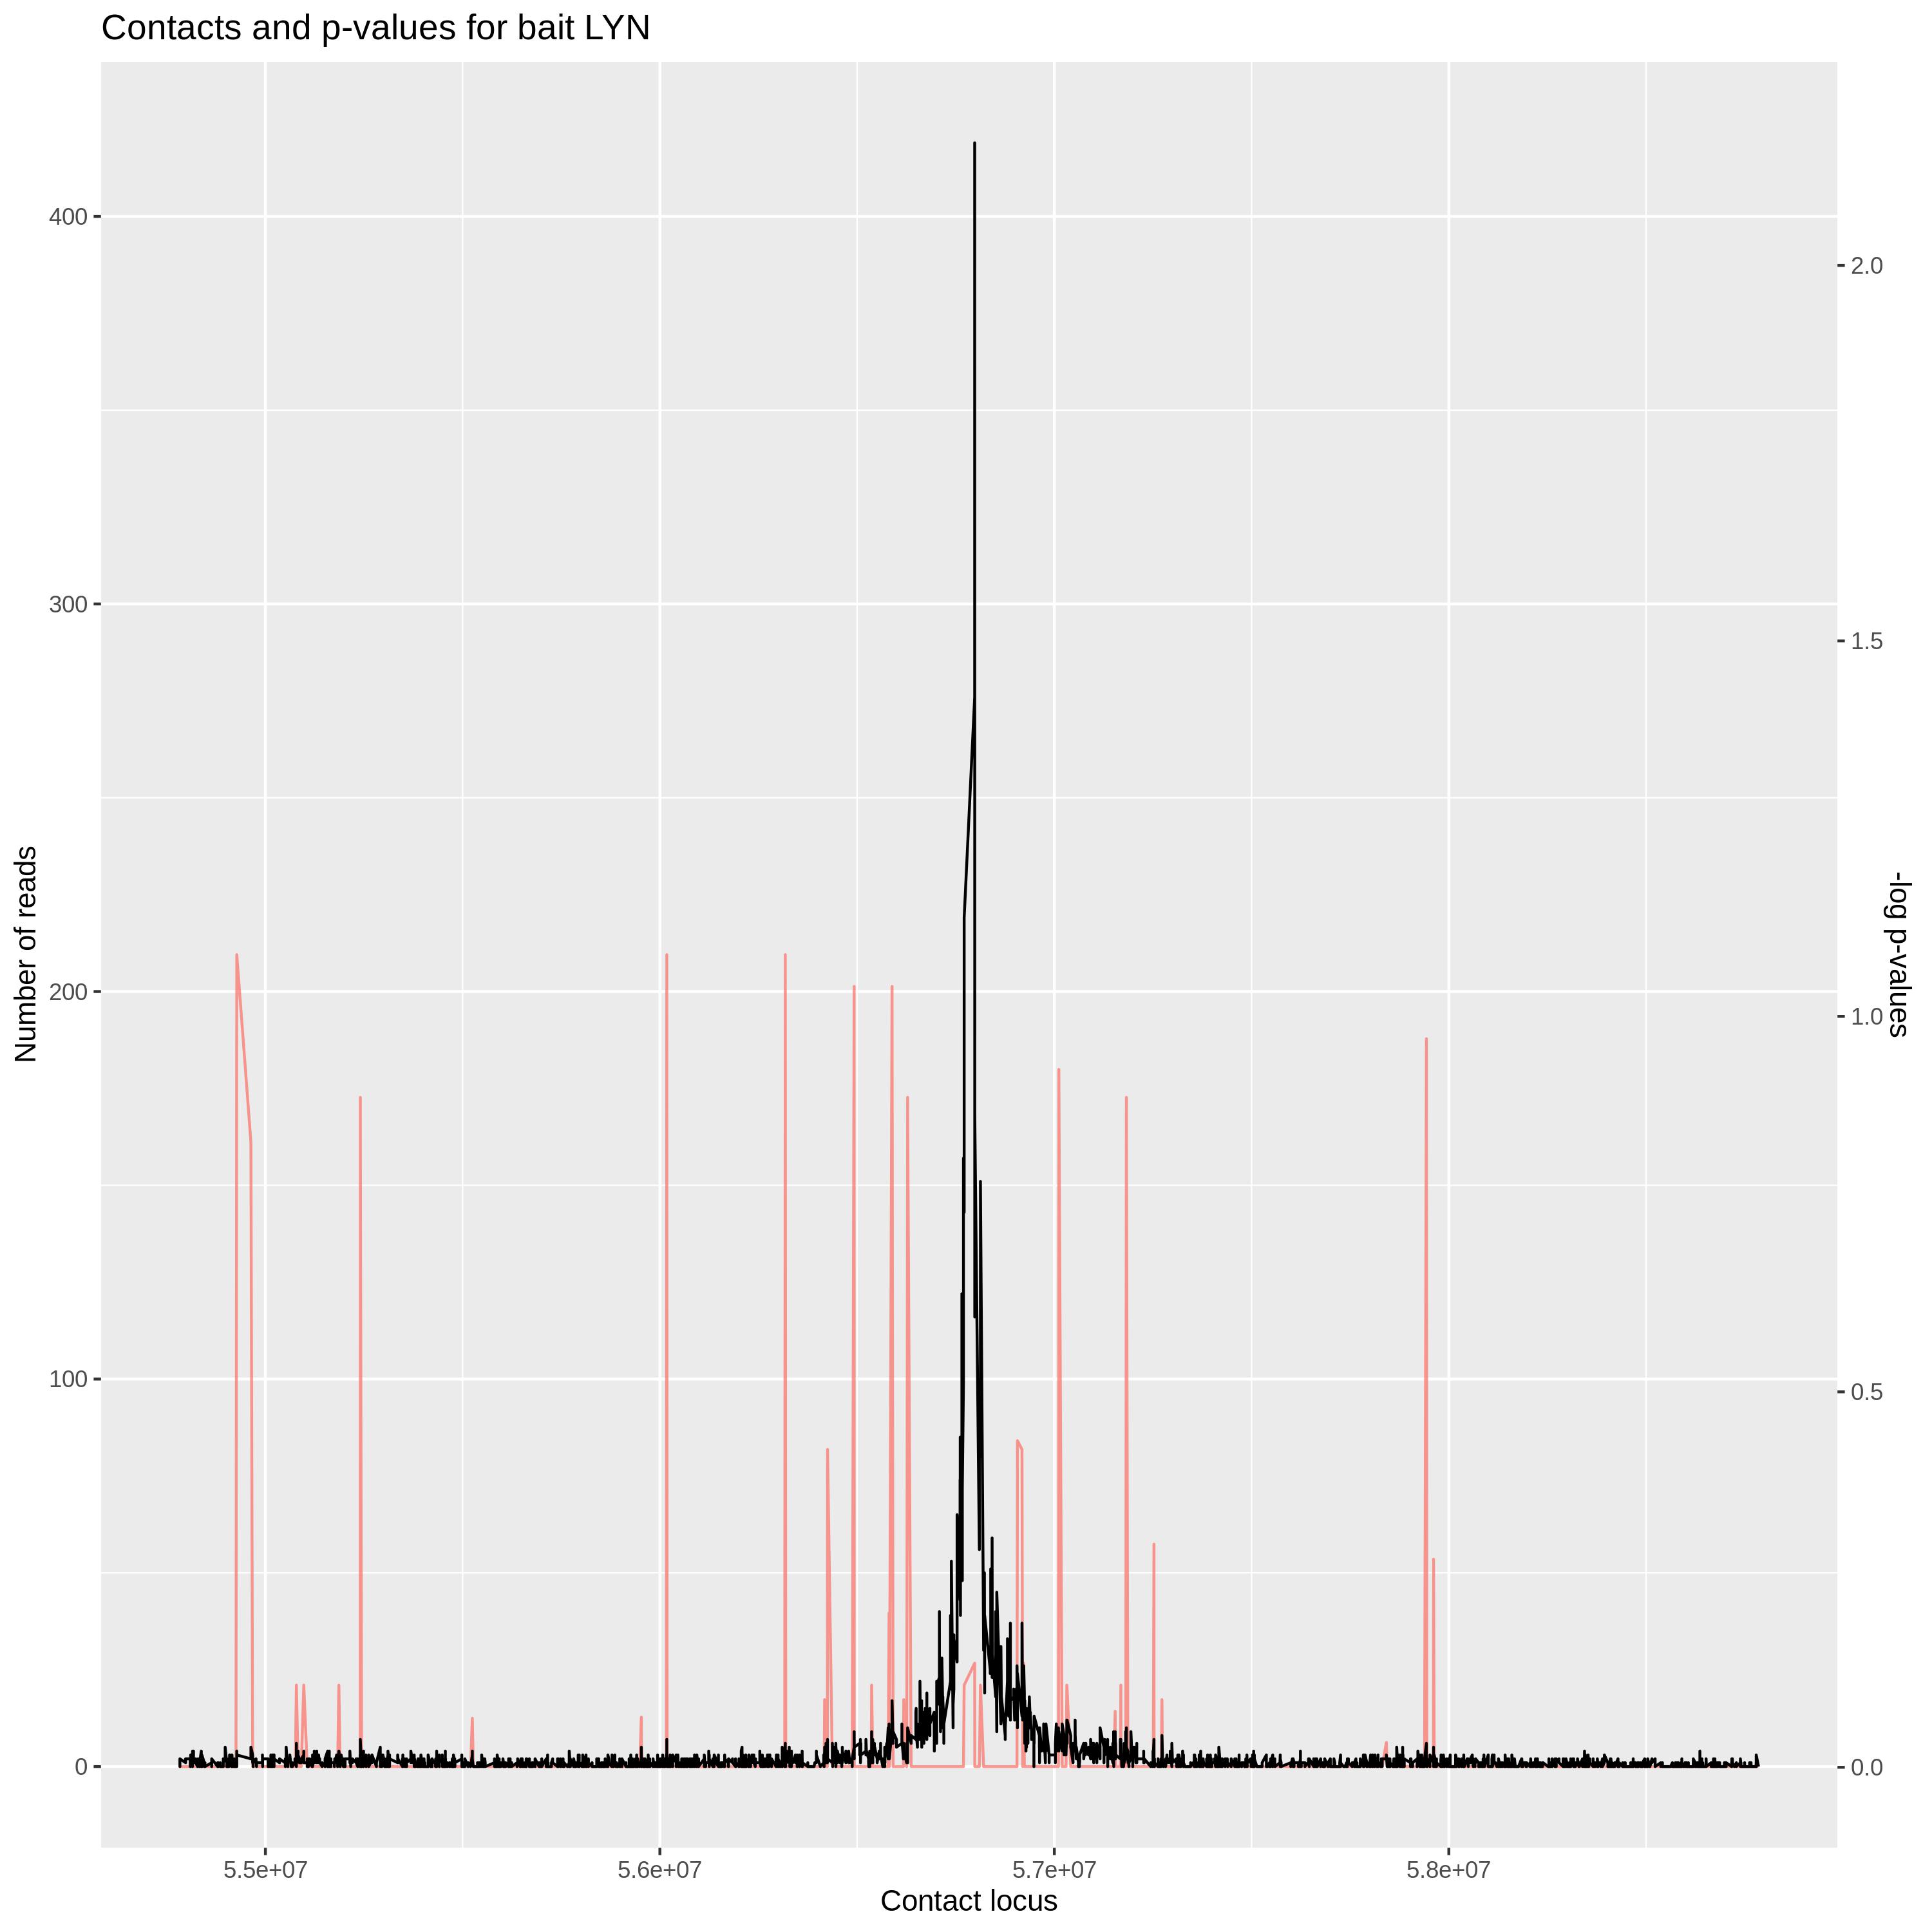 Contacts and p-values for bait LYN
400
300
200
100
0
Number of reads
2.0
1.5
1.0
0.5
0.0
-log p-values
5.5e+07
5.6e+07
5.7e+07
5.8e+07
Contact locus